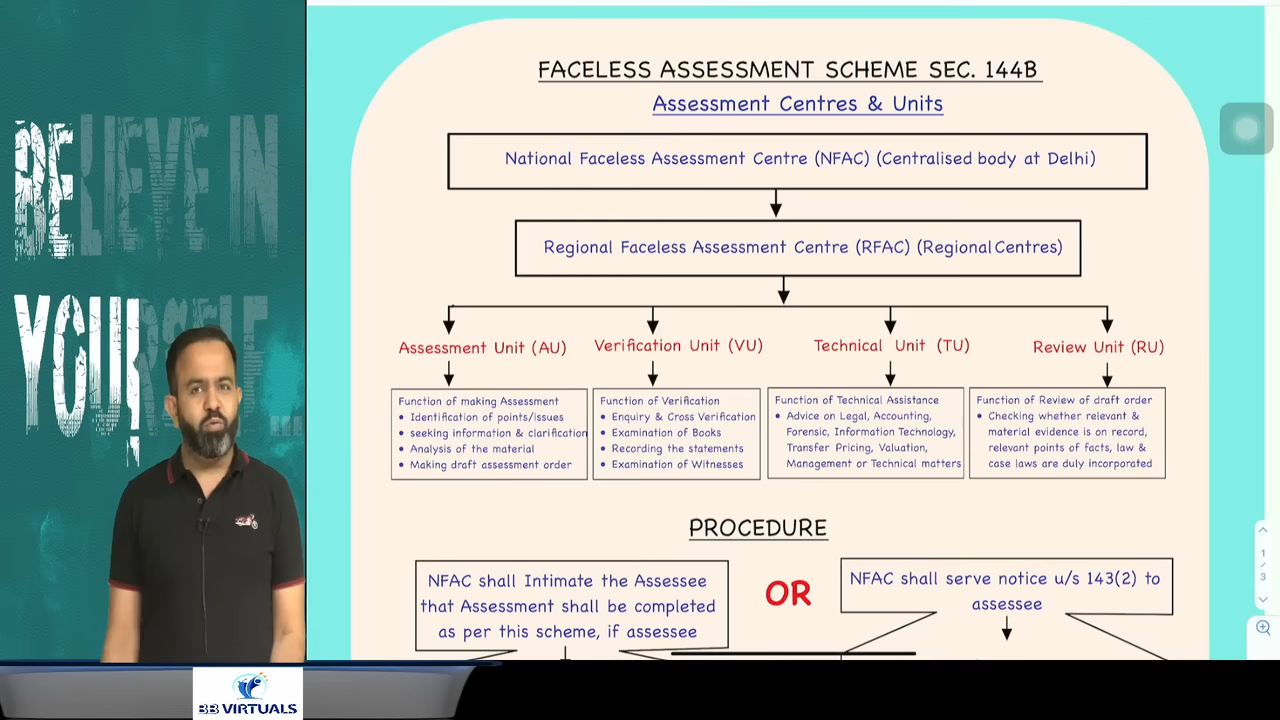 BELIEVE IN
YOURSELF...
FACELESS ASSESSMENT SCHEME SEC. 144B
Assessment Centres & Units
National Faceless Assessment Centre (NFAC) (Centralised body at Delhi)
Regional Faceless Assessment Centre (RFAC) (Regional Centres)
Assessment Unit (AU)
Verification Unit (VU)
Technical Unit (TU)
Review Unit (RU)
Function of making Assessment
• Identification of points/issues
• seeking information & clarification
• Analysis of the material
• Making draft assessment order
Function of Verification
• Enquiry & Cross Verification
• Examination of Books
• Recording the statements
• Examination of Witnesses
Function of Technical Assistance
• Advice on Legal, Accounting,
Forensic, Information Technology,
Transfer Pricing, Valuation,
Management or Technical matters
Function of Review of draft order
• Checking whether relevant &
material evidence is on record,
relevant points of facts, law &
case laws are duly incorporated
PROCEDURE
NFAC shall Intimate the Assessee
that Assessment shall be completed
as per this scheme, if assessee
OR
NFAC shall serve notice u/s 143(2) to
assessee
1
/
3
BB VIRTUALS